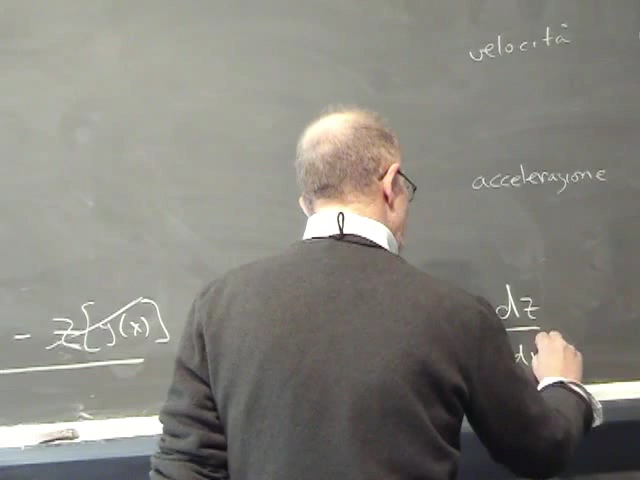 velocità
accelerazione
- z{y(x)}
dz